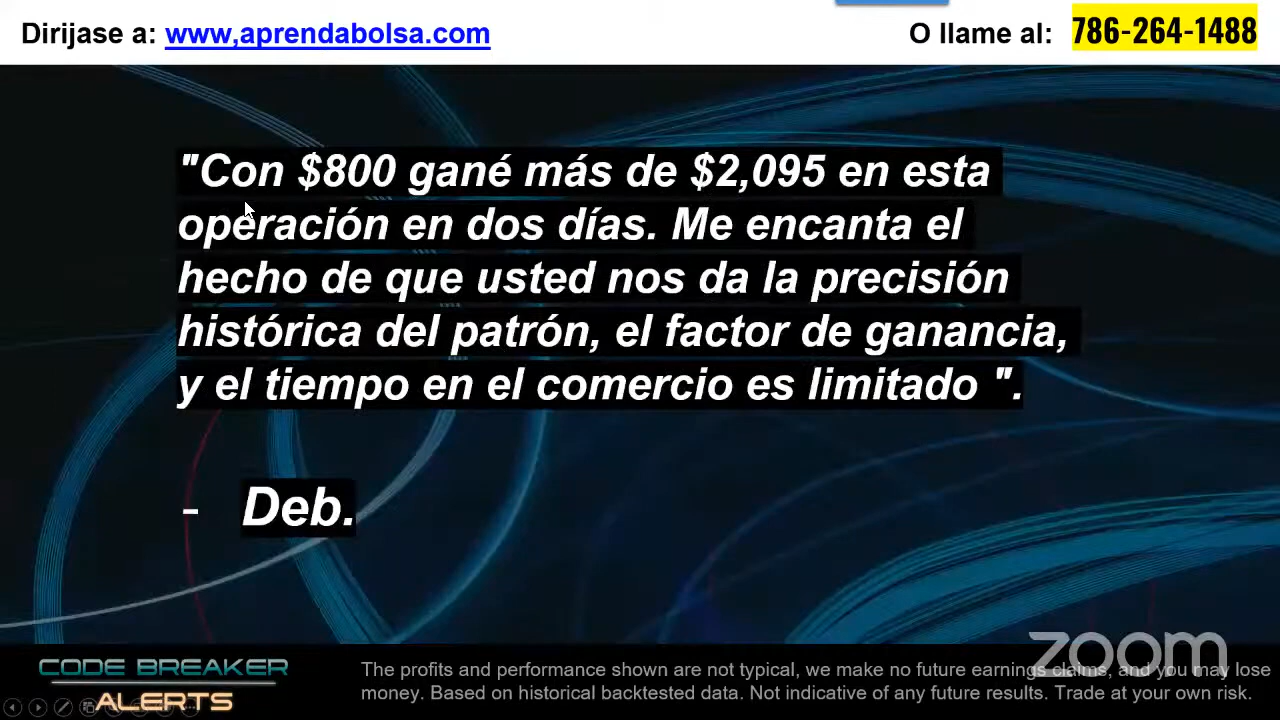 Dirijase a: www,aprendabolsa.com
O llame al: 786-264-1488
"Con $800 gané más de $2,095 en esta
operación en dos días. Me encanta el
hecho de que usted nos da la precisión
histórica del patrón, el factor de ganancia,
y el tiempo en el comercio es limitado ".
- Deb.
zoom
CODE BREAKER
ALERTS
The profits and performance shown are not typical, we make no future earnings claims, and you may lose
money. Based on historical backtested data. Not indicative of any future results. Trade at your own risk.